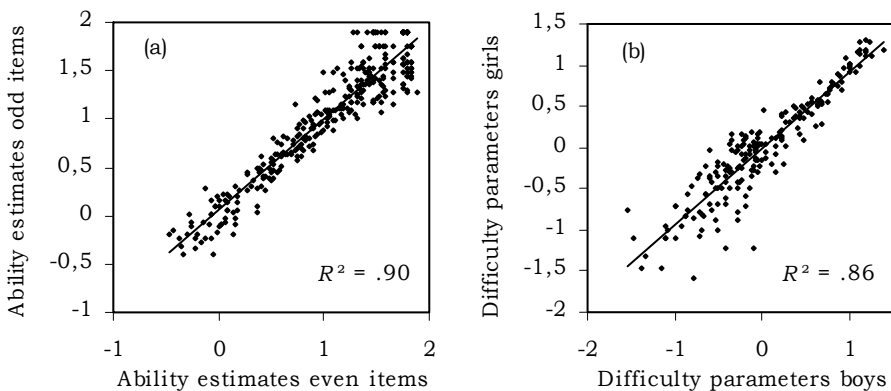 Ability estimates odd items
2
1,5
1
0,5
0
-0,5
-1
(a)
R² = .90
-1
0
1
2
Ability estimates even items
Difficulty parameters girls
1,5
1
0,5
0
-0,5
-1
-1,5
-2
(b)
R² = .86
-2
-1
0
1
Difficulty parameters boys